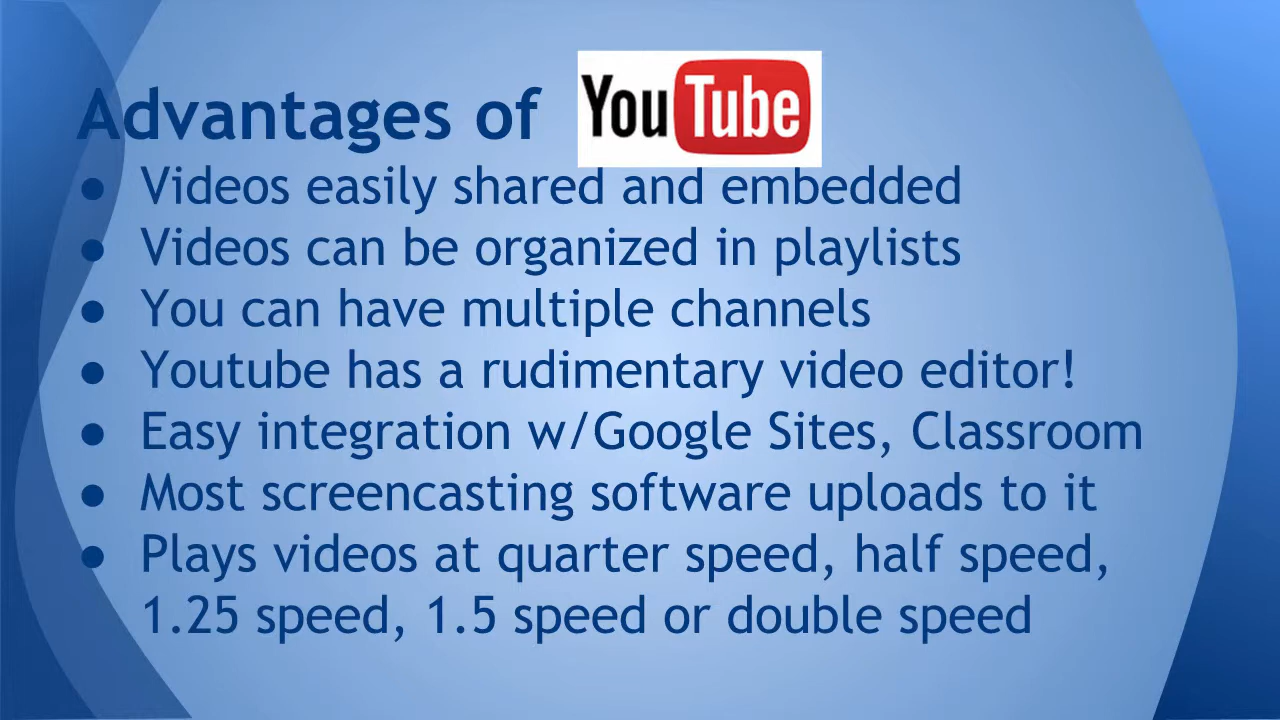 Advantages of YouTube
● Videos easily shared and embedded
● Videos can be organized in playlists
● You can have multiple channels
● Youtube has a rudimentary video editor!
● Easy integration w/Google Sites, Classroom
● Most screencasting software uploads to it
● Plays videos at quarter speed, half speed,
1.25 speed, 1.5 speed or double speed